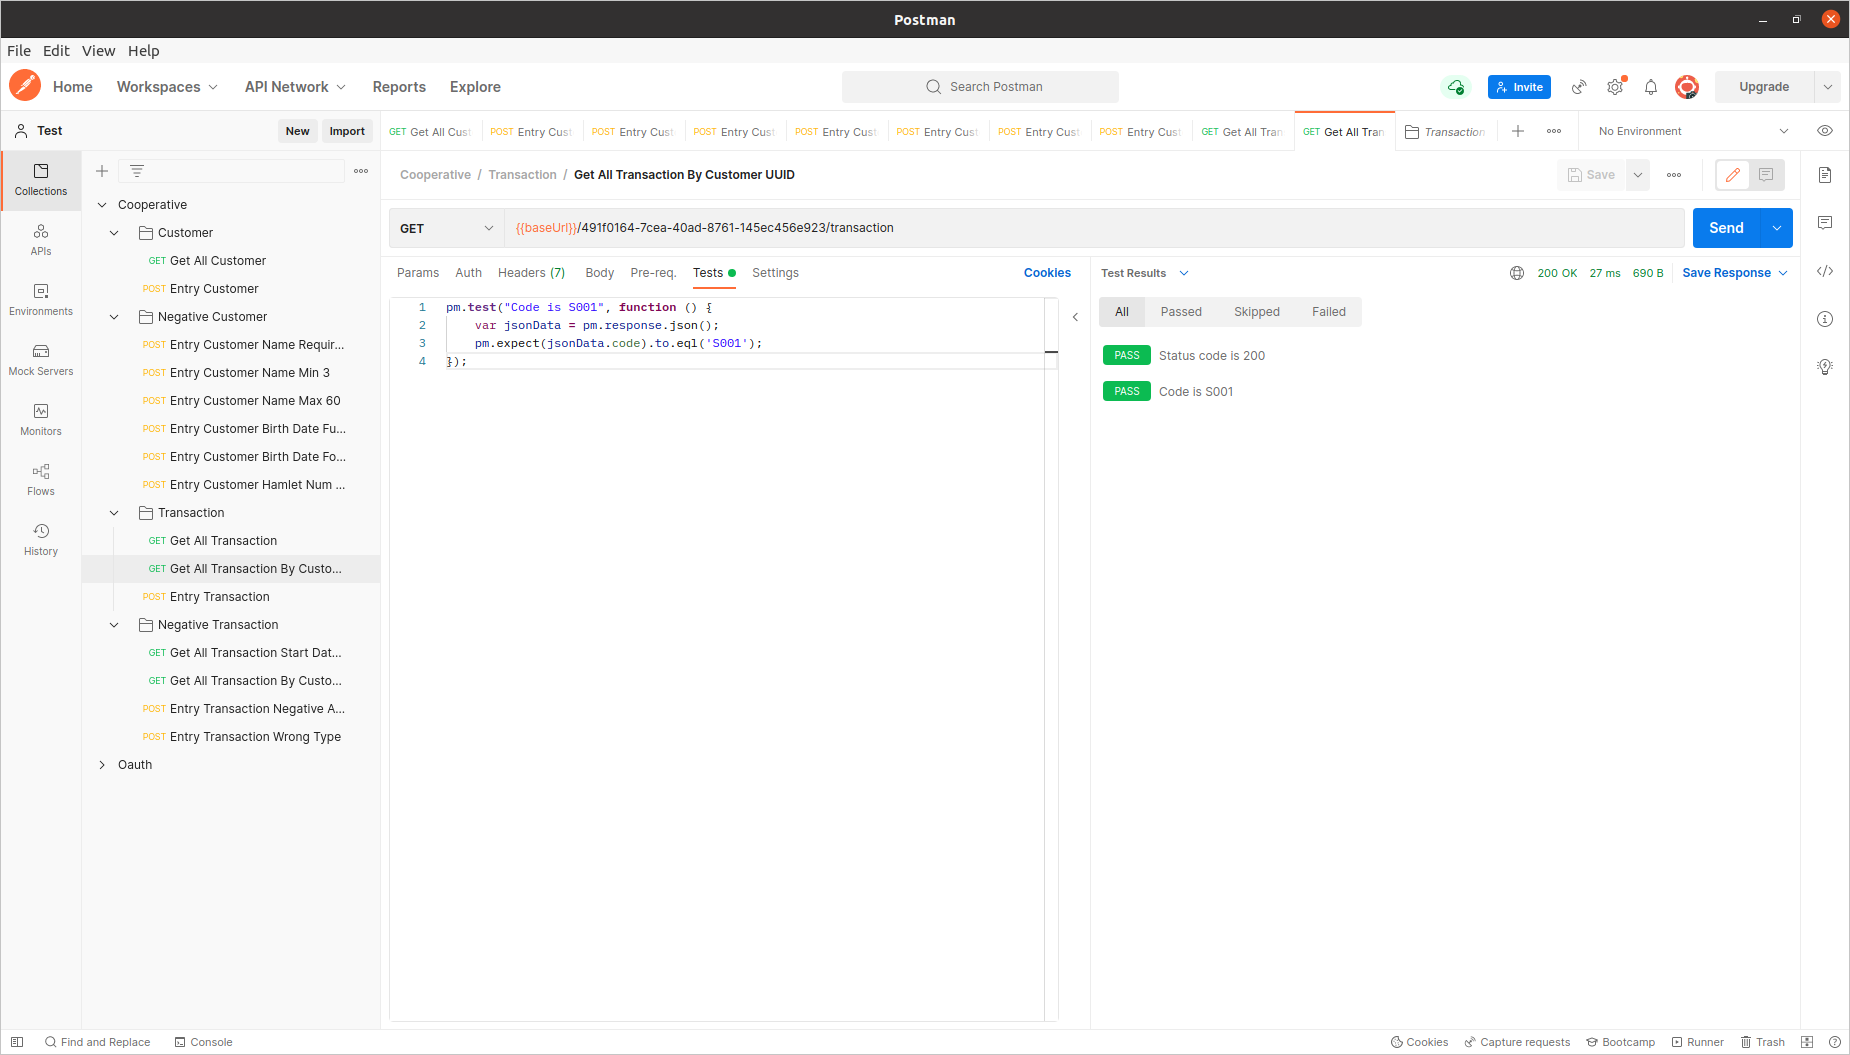 Postman
File Edit View Help
Home Workspaces API Network Reports Explore Search Postman Invite Upgrade
Test New Import
GET Get All Cust POST Entry Cust POST Entry Cust POST Entry Cust POST Entry Cust POST Entry Cust POST Entry Cust POST Entry Cust GET Get All Tran GET Get All Tran Transaction No Environment
Collections
APIs
Environments
Mock Servers
Monitors
Flows
History
Cooperative
Customer
GET Get All Customer
POST Entry Customer
Negative Customer
POST Entry Customer Name Requir...
POST Entry Customer Name Min 3
POST Entry Customer Name Max 60
POST Entry Customer Birth Date Fu...
POST Entry Customer Birth Date Fo...
POST Entry Customer Hamlet Num ...
Transaction
GET Get All Transaction
GET Get All Transaction By Custo...
POST Entry Transaction
Negative Transaction
GET Get All Transaction Start Dat...
GET Get All Transaction By Custo...
POST Entry Transaction Negative A...
POST Entry Transaction Wrong Type
Oauth
Cooperative / Transaction / Get All Transaction By Customer UUID Save
GET {{baseUrl}}/491f0164-7cea-40ad-8761-145ec456e923/transaction Send
Params Auth Headers (7) Body Pre-req. Tests Settings Cookies
1 pm.test("Code is S001", function () {
2 var jsonData = pm.response.json();
3 pm.expect(jsonData.code).to.eql('S001');
4 });
Test Results 200 OK 27 ms 690 B Save Response
All Passed Skipped Failed
PASS Status code is 200
PASS Code is S001
Find and Replace Console Cookies Capture requests Bootcamp Runner Trash